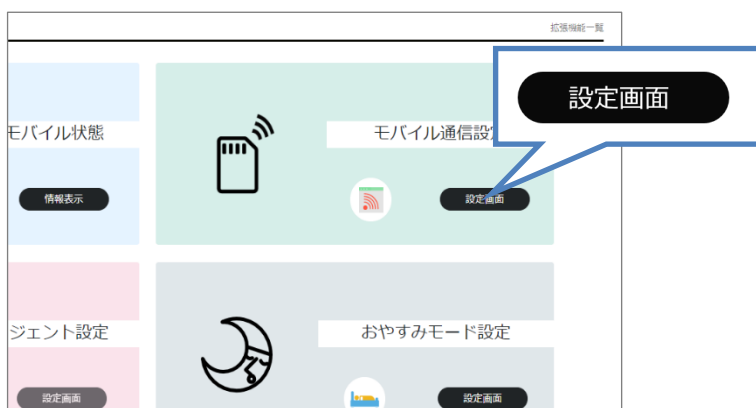 拡張機能一覧
設定画面
モバイル状態
モバイル通信設
情報表示
設定画面
ジェント設定
おやすみモード設定
設定画面
設定画面